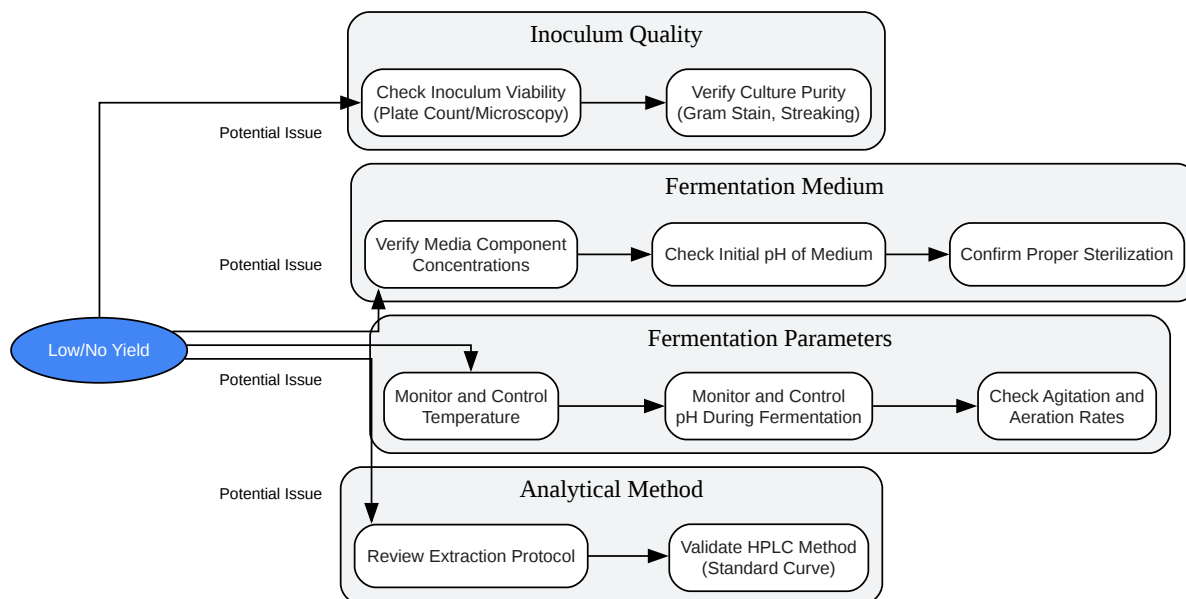 Inoculum Quality
Check Inoculum Viability
(Plate Count/Microscopy)
Verify Culture Purity
(Gram Stain, Streaking)
Potential Issue
Fermentation Medium
Verify Media Component
Concentrations
Check Initial pH of Medium
Confirm Proper Sterilization
Potential Issue
Low/No Yield
Fermentation Parameters
Monitor and Control
Temperature
Monitor and Control
pH During Fermentation
Check Agitation and
Aeration Rates
Potential Issue
Analytical Method
Review Extraction Protocol
Validate HPLC Method
(Standard Curve)
Potential Issue